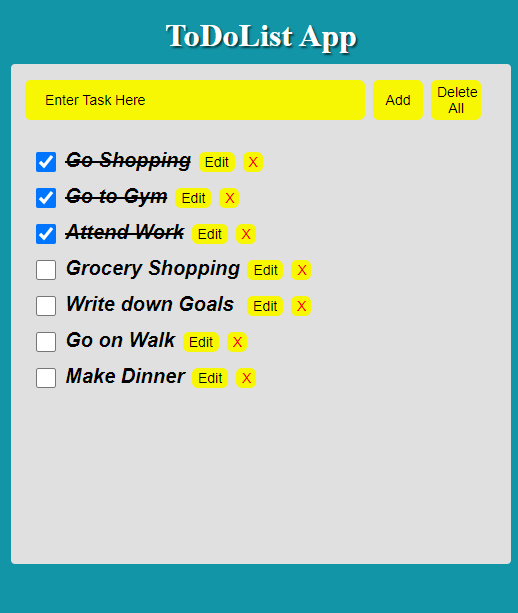 ToDoList App
Enter Task Here Add Delete All
Go Shopping Edit X
Go to Gym Edit X
Attend Work Edit X
Grocery Shopping Edit X
Write down Goals Edit X
Go on Walk Edit X
Make Dinner Edit X